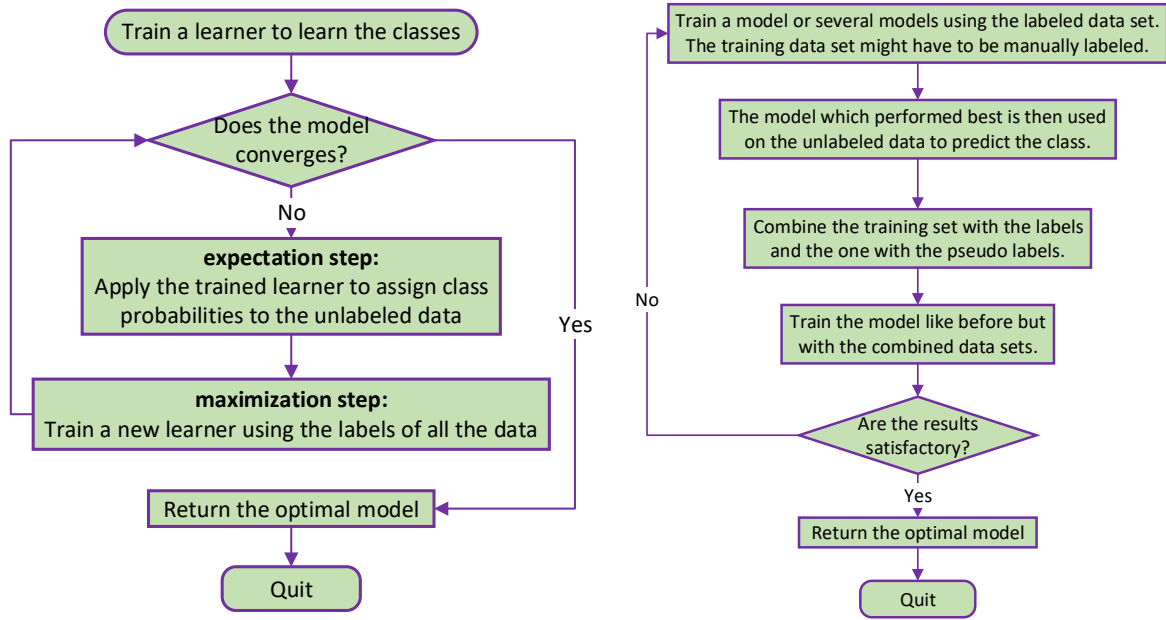 Train a learner to learn the classes
Does the model
converges?
No
expectation step:
Apply the trained learner to assign class
probabilities to the unlabeled data
Yes
maximization step:
Train a new learner using the labels of all the data
Return the optimal model
Quit
Train a model or several models using the labeled data set.
The training data set might have to be manually labeled.
The model which performed best is then used
on the unlabeled data to predict the class.
Combine the training set with the labels
and the one with the pseudo labels.
No
Train the model like before but
with the combined data sets.
Are the results
satisfactory?
Yes
Return the optimal model
Quit